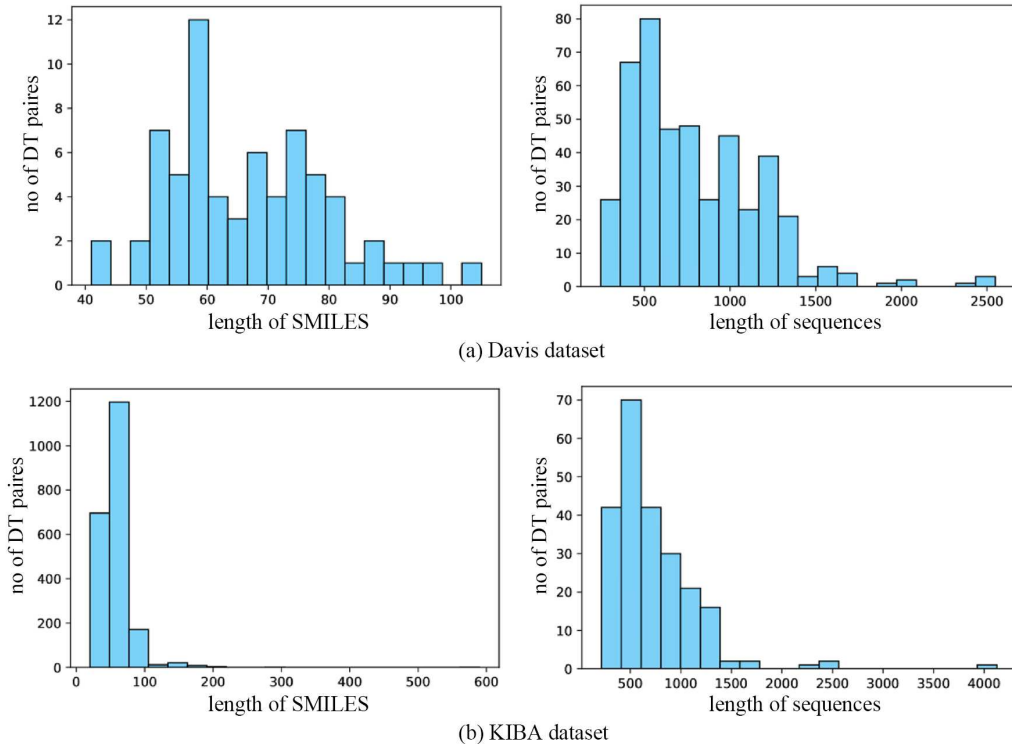 12
10
8
6
4
2
0
no of DT paires
40 50 60 70 80 90 100
length of SMILES
80
70
60
50
40
30
20
10
0
no of DT paires
500 1000 1500 2000 2500
length of sequences
(a) Davis dataset
1200
1000
800
600
400
200
0
no of DT paires
0 100 200 300 400 500 600
length of SMILES
70
60
50
40
30
20
10
0
no of DT paires
500 1000 1500 2000 2500 3000 3500 4000
length of sequences
(b) KIBA dataset